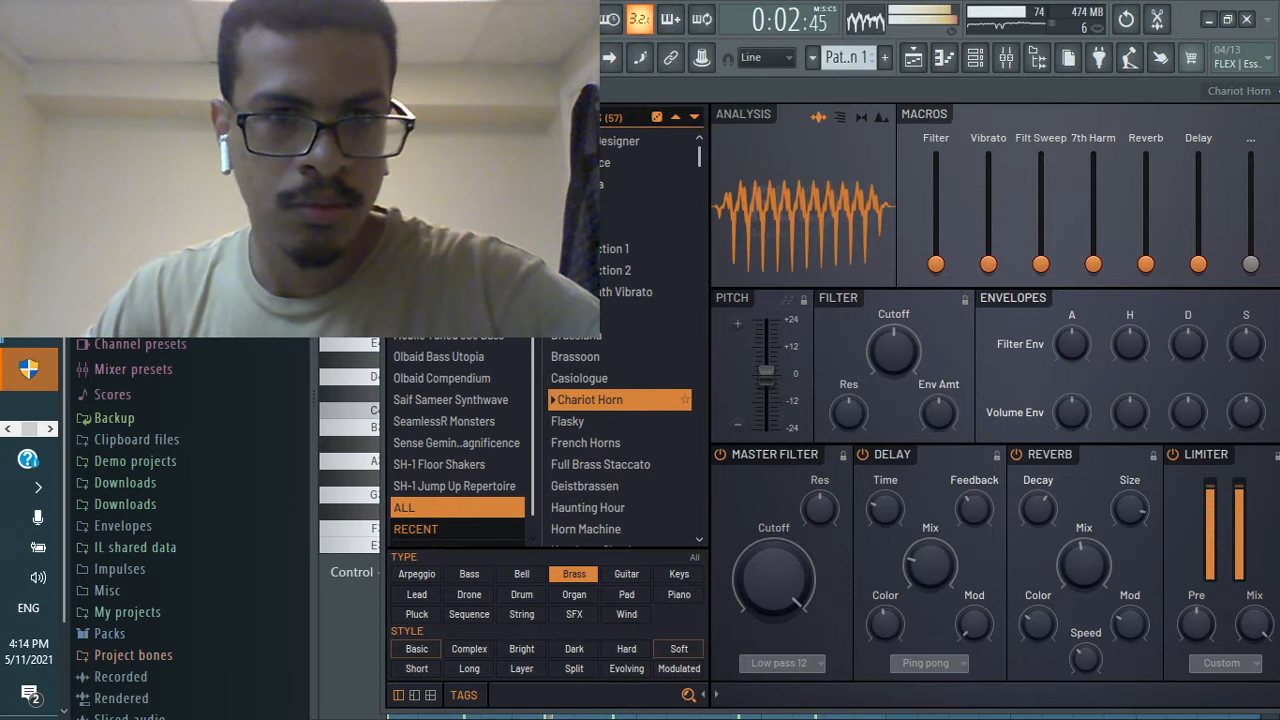 3.2
0:02:45
M:S:CS
74
474 MB
6
Line
Pat..n 1
04/13
FLEX | Ess..
Chariot Horn
(57)
ANALYSIS
MACROS
Filter
Vibrato
Filt Sweep
7th Harm
Reverb
Delay
...
PITCH
+24
+12
0
-12
-24
FILTER
Cutoff
Res
Env Amt
ENVELOPES
A
H
D
S
Filter Env
Volume Env
Channel presets
Mixer presets
Scores
Backup
Clipboard files
Demo projects
Downloads
Downloads
Envelopes
IL shared data
Impulses
Misc
My projects
Packs
Project bones
Recorded
Rendered
Sliced audio
Control
Olbaid Bass Utopia
Olbaid Compendium
Saif Sameer Synthwave
SeamlessR Monsters
Sense Gemin..agnificence
SH-1 Floor Shakers
SH-1 Jump Up Repertoire
ALL
RECENT
Brassoon
Casiologue
Chariot Horn
Flasky
French Horns
Full Brass Staccato
Geistbrassen
Haunting Hour
Horn Machine
TYPE
All
Arpeggio
Bass
Bell
Brass
Guitar
Keys
Lead
Drone
Drum
Organ
Pad
Piano
Pluck
Sequence
String
SFX
Wind
STYLE
Basic
Complex
Bright
Dark
Hard
Soft
Short
Long
Layer
Split
Evolving
Modulated
TAGS
MASTER FILTER
Res
Cutoff
Low pass 12
DELAY
Time
Feedback
Mix
Color
Mod
Ping pong
REVERB
Decay
Size
Mix
Color
Mod
Speed
LIMITER
Pre
Mix
Custom
ENG
4:14 PM
5/11/2021
2